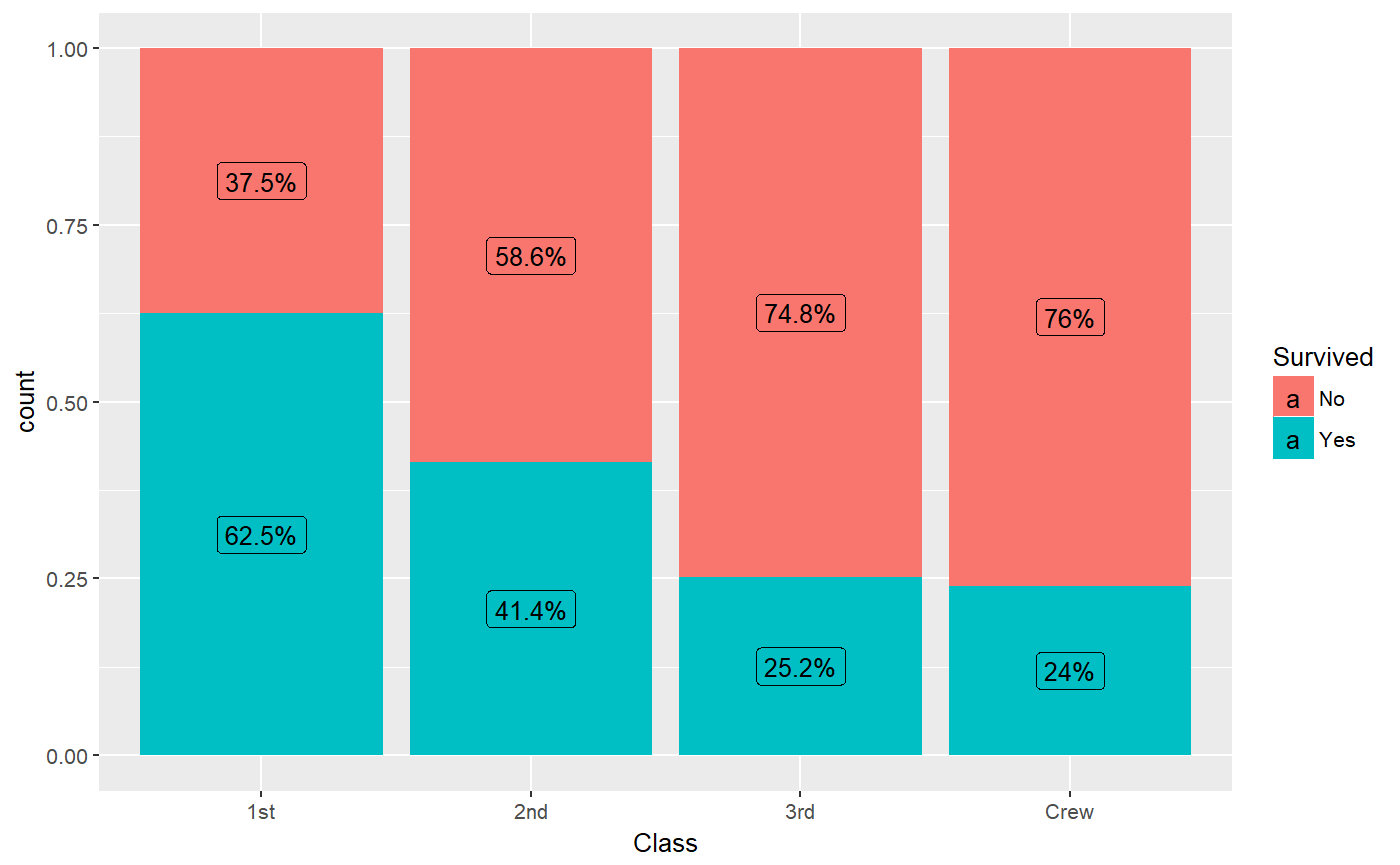 1.00
0.75
0.50
0.25
0.00
count
37.5%
58.6%
74.8%
76%
62.5%
41.4%
25.2%
24%
1st
2nd
3rd
Crew
Class
Survived
a No
a Yes